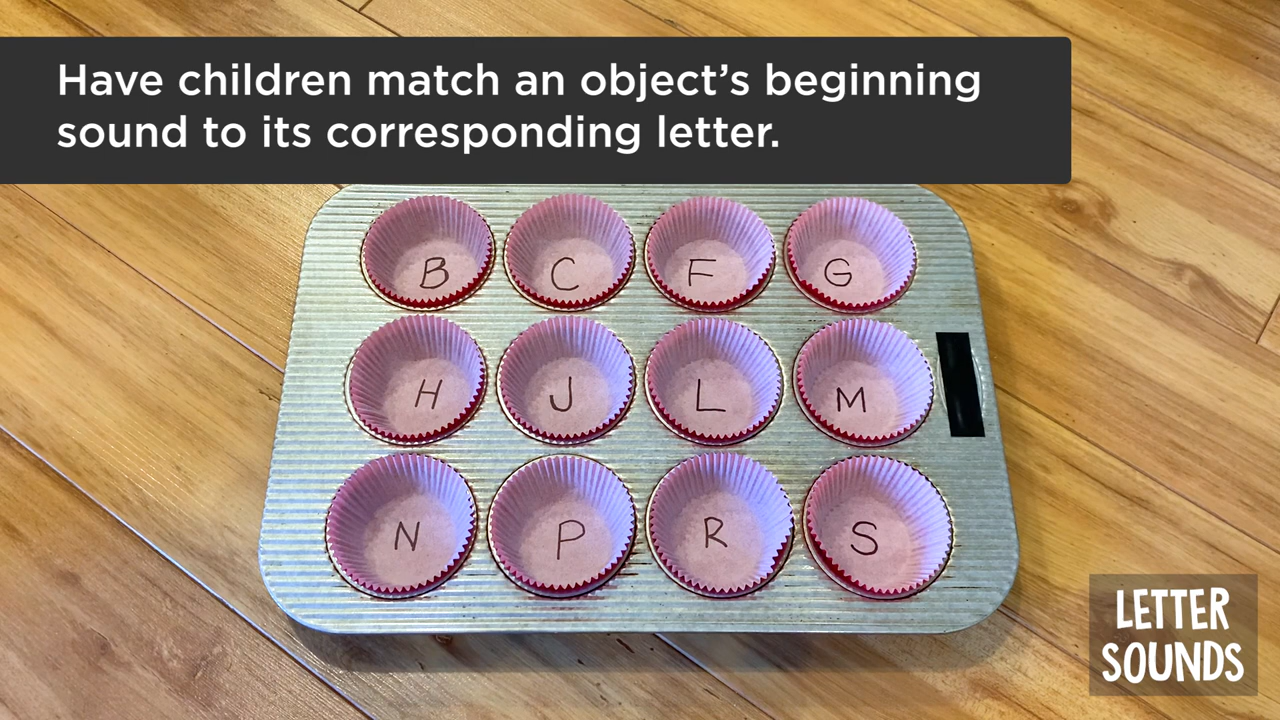 Have children match an object’s beginning
sound to its corresponding letter.
B C F G
H J L M
N P R S
LETTER
SOUNDS